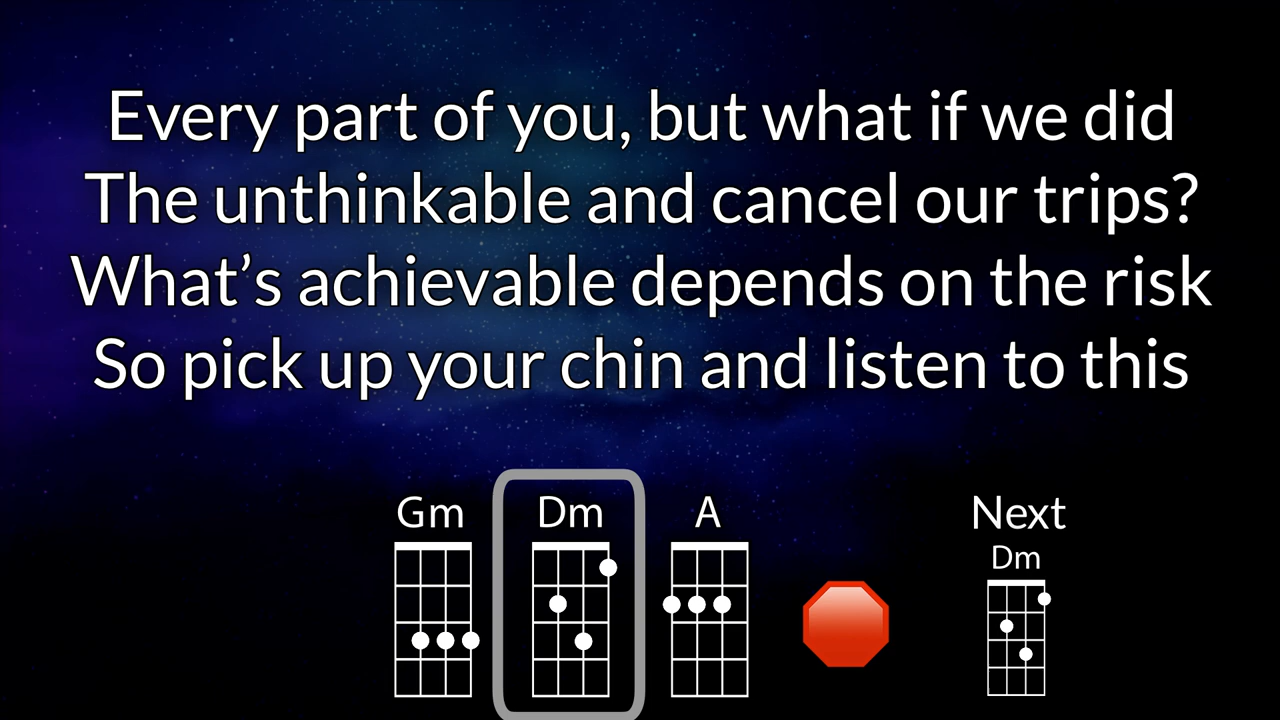 Every part of you, but what if we did
The unthinkable and cancel our trips?
What’s achievable depends on the risk
So pick up your chin and listen to this
Gm Dm A Next
Dm